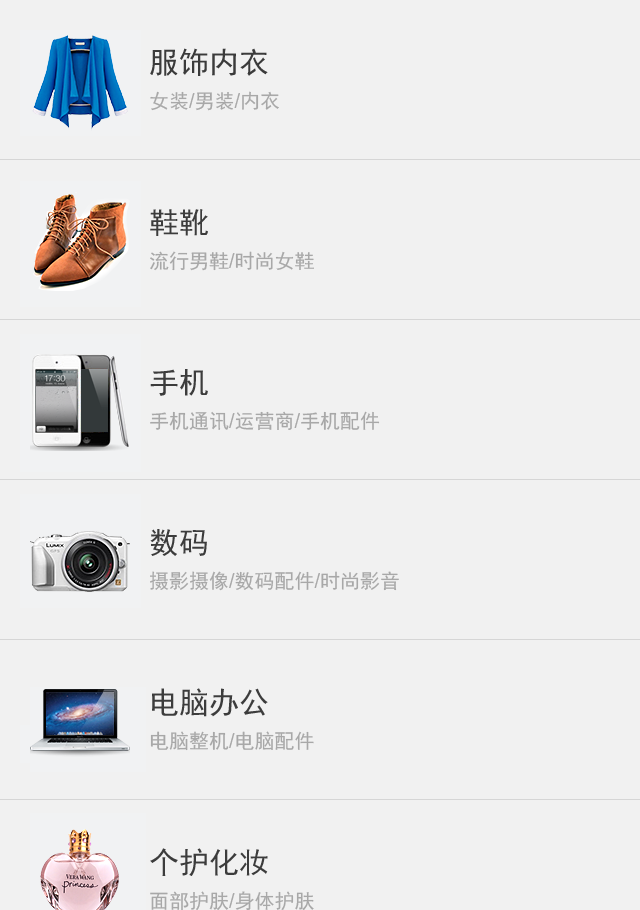 服饰内衣
女装/男装/内衣
鞋靴
流行男鞋/时尚女鞋
17:30
手机
手机通讯/运营商/手机配件
LUMIX
数码
摄影摄像/数码配件/时尚影音
电脑办公
电脑整机/电脑配件
个护化妆
VERA WANG
princess
面部护肤/身体护肤